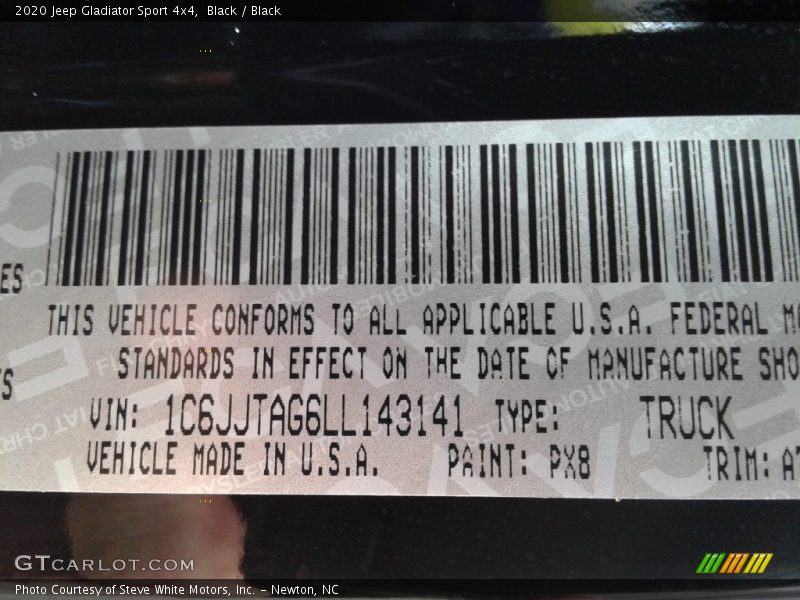 2020 Jeep Gladiator Sport 4x4,  Black / Black
ES
THIS VEHICLE CONFORMS TO ALL APPLICABLE U.S.A. FEDERAL M
STANDARDS IN EFFECT ON THE DATE OF MANUFACTURE SHO
S
VIN: 1C6JJTAG6LL143141 TYPE: TRUCK
VEHICLE MADE IN U.S.A. PAINT: PX8 TRIM: A
GTCARLOT.COM
Photo Courtesy of Steve White Motors, Inc. – Newton, NC